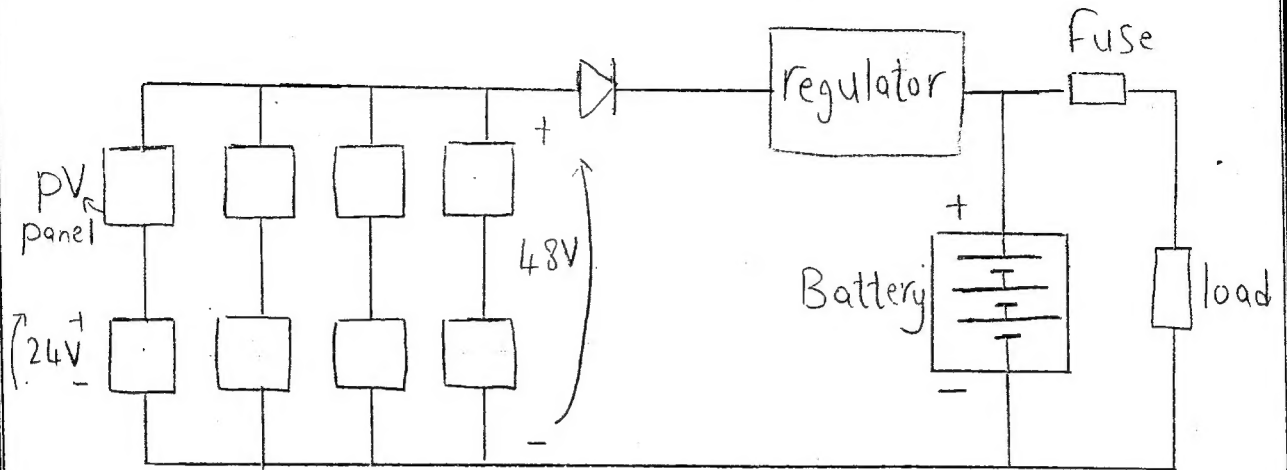 Fuse
regulator
PV
panel
+
48V
-
+
24V
-
+
Battery
-
load